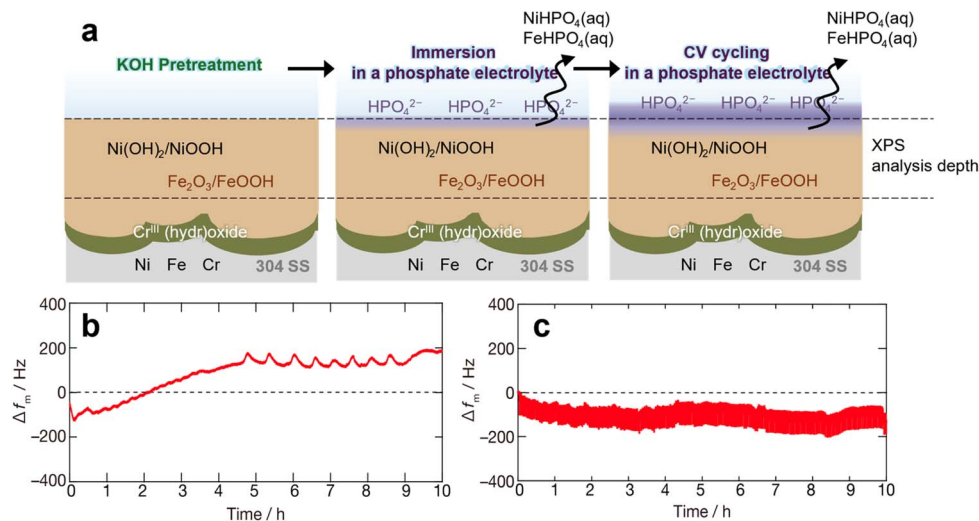 a
KOH Pretreatment
Immersion
in a phosphate electrolyte
CV cycling
in a phosphate electrolyte
NiHPO₄(aq)
FeHPO₄(aq)
NiHPO₄(aq)
FeHPO₄(aq)
HPO₄²⁻ HPO₄²⁻ HPO₄²⁻
HPO₄²⁻ HPO₄²⁻ HPO₄²⁻
Ni(OH)₂/NiOOH
Fe₂O₃/FeOOH
Crᴵᴵᴵ (hydr)oxide
Ni Fe Cr 304 SS
Ni(OH)₂/NiOOH
Fe₂O₃/FeOOH
Crᴵᴵᴵ (hydr)oxide
Ni Fe Cr 304 SS
Ni(OH)₂/NiOOH
Fe₂O₃/FeOOH
Crᴵᴵᴵ (hydr)oxide
Ni Fe Cr 304 SS
XPS
analysis depth
b
Δfₘ / Hz
400
200
0
−200
−400
0 1 2 3 4 5 6 7 8 9 10
Time / h
c
Δfₘ / Hz
400
200
0
−200
−400
0 1 2 3 4 5 6 7 8 9 10
Time / h